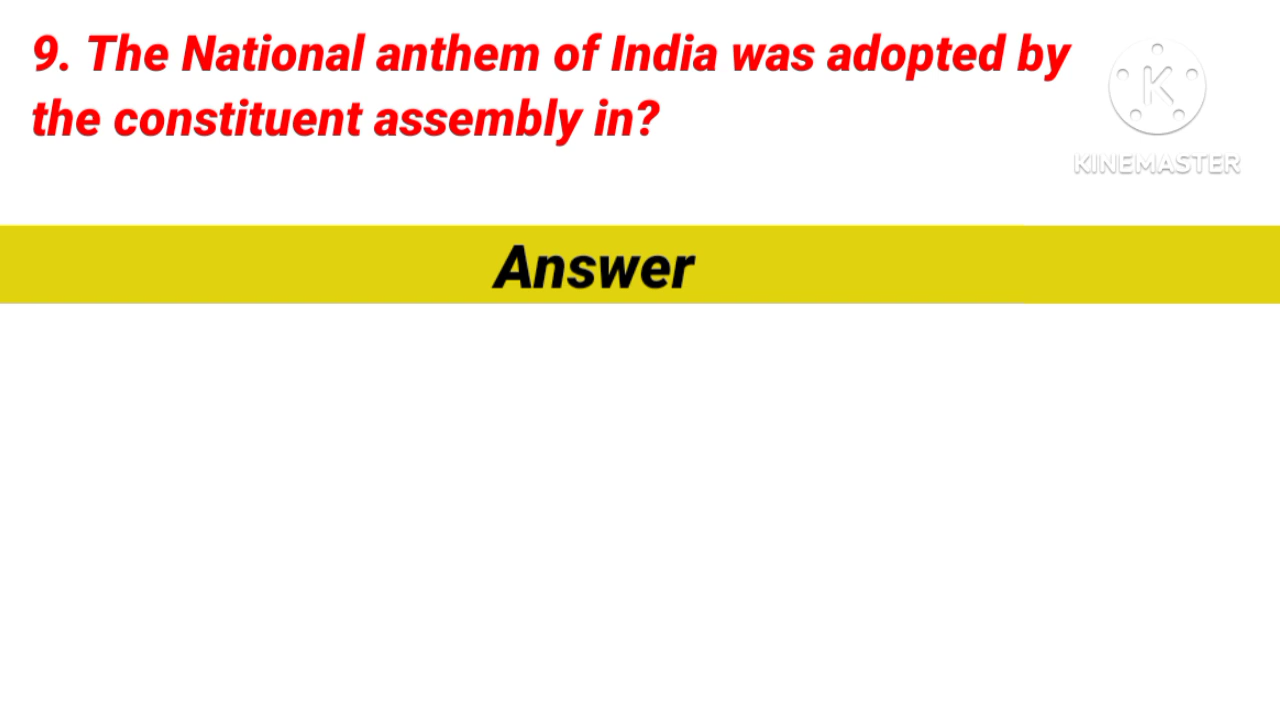 9. The National anthem of India was adopted by
the constituent assembly in?
K
KINEMASTER
Answer